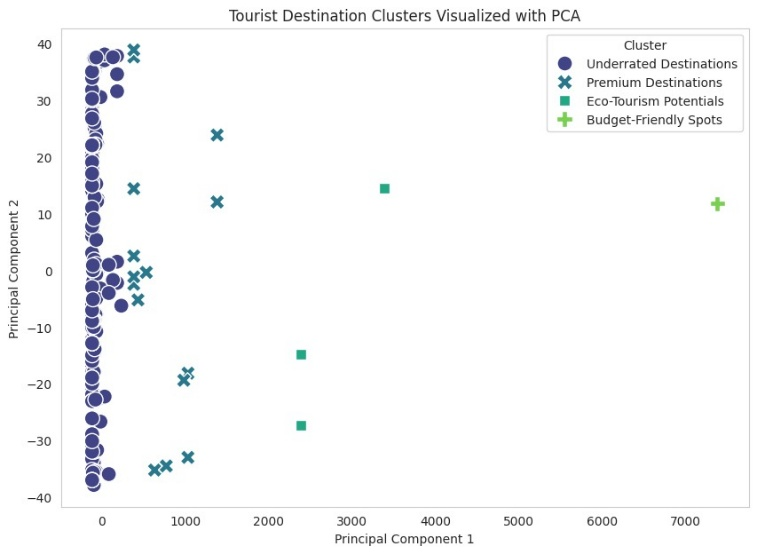 Tourist Destination Clusters Visualized with PCA
Cluster
Underrated Destinations
Premium Destinations
Eco-Tourism Potentials
Budget-Friendly Spots
Principal Component 2
40
30
20
10
0
−10
−20
−30
−40
0 1000 2000 3000 4000 5000 6000 7000
Principal Component 1